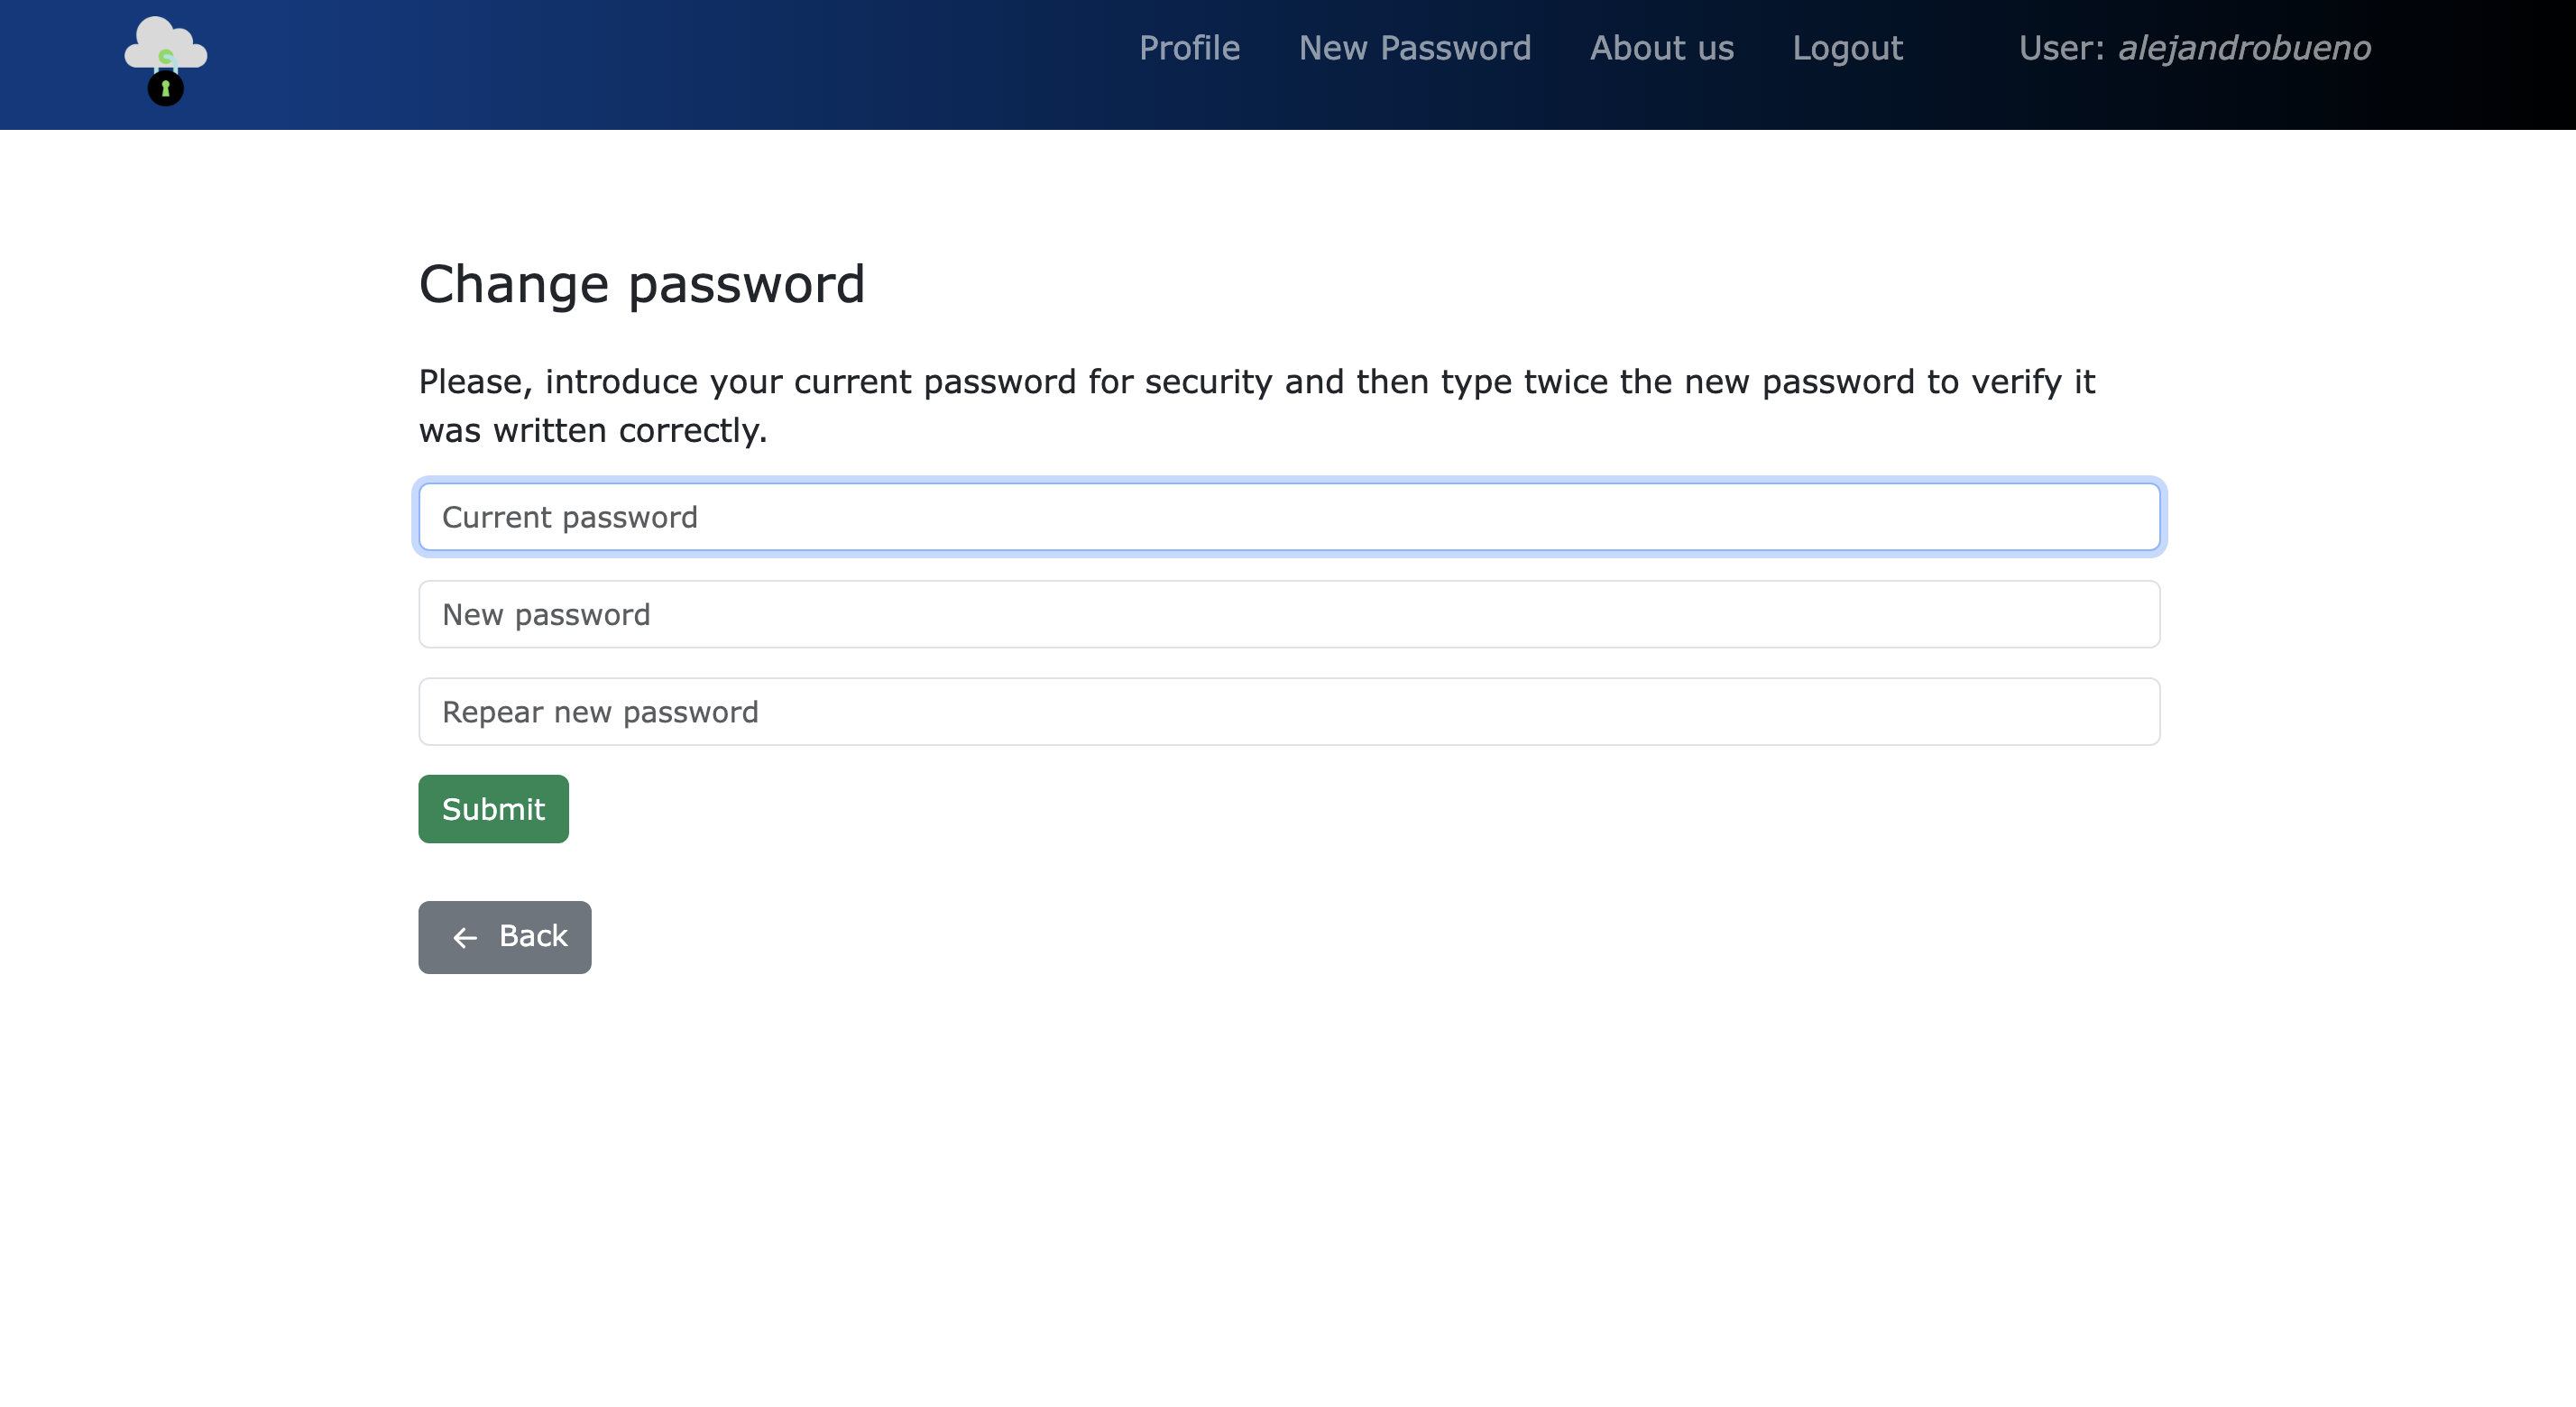 Profile New Password About us Logout User: alejandrobueno
Change password
Please, introduce your current password for security and then type twice the new password to verify it
was written correctly.
Current password
New password
Repear new password
Submit
← Back